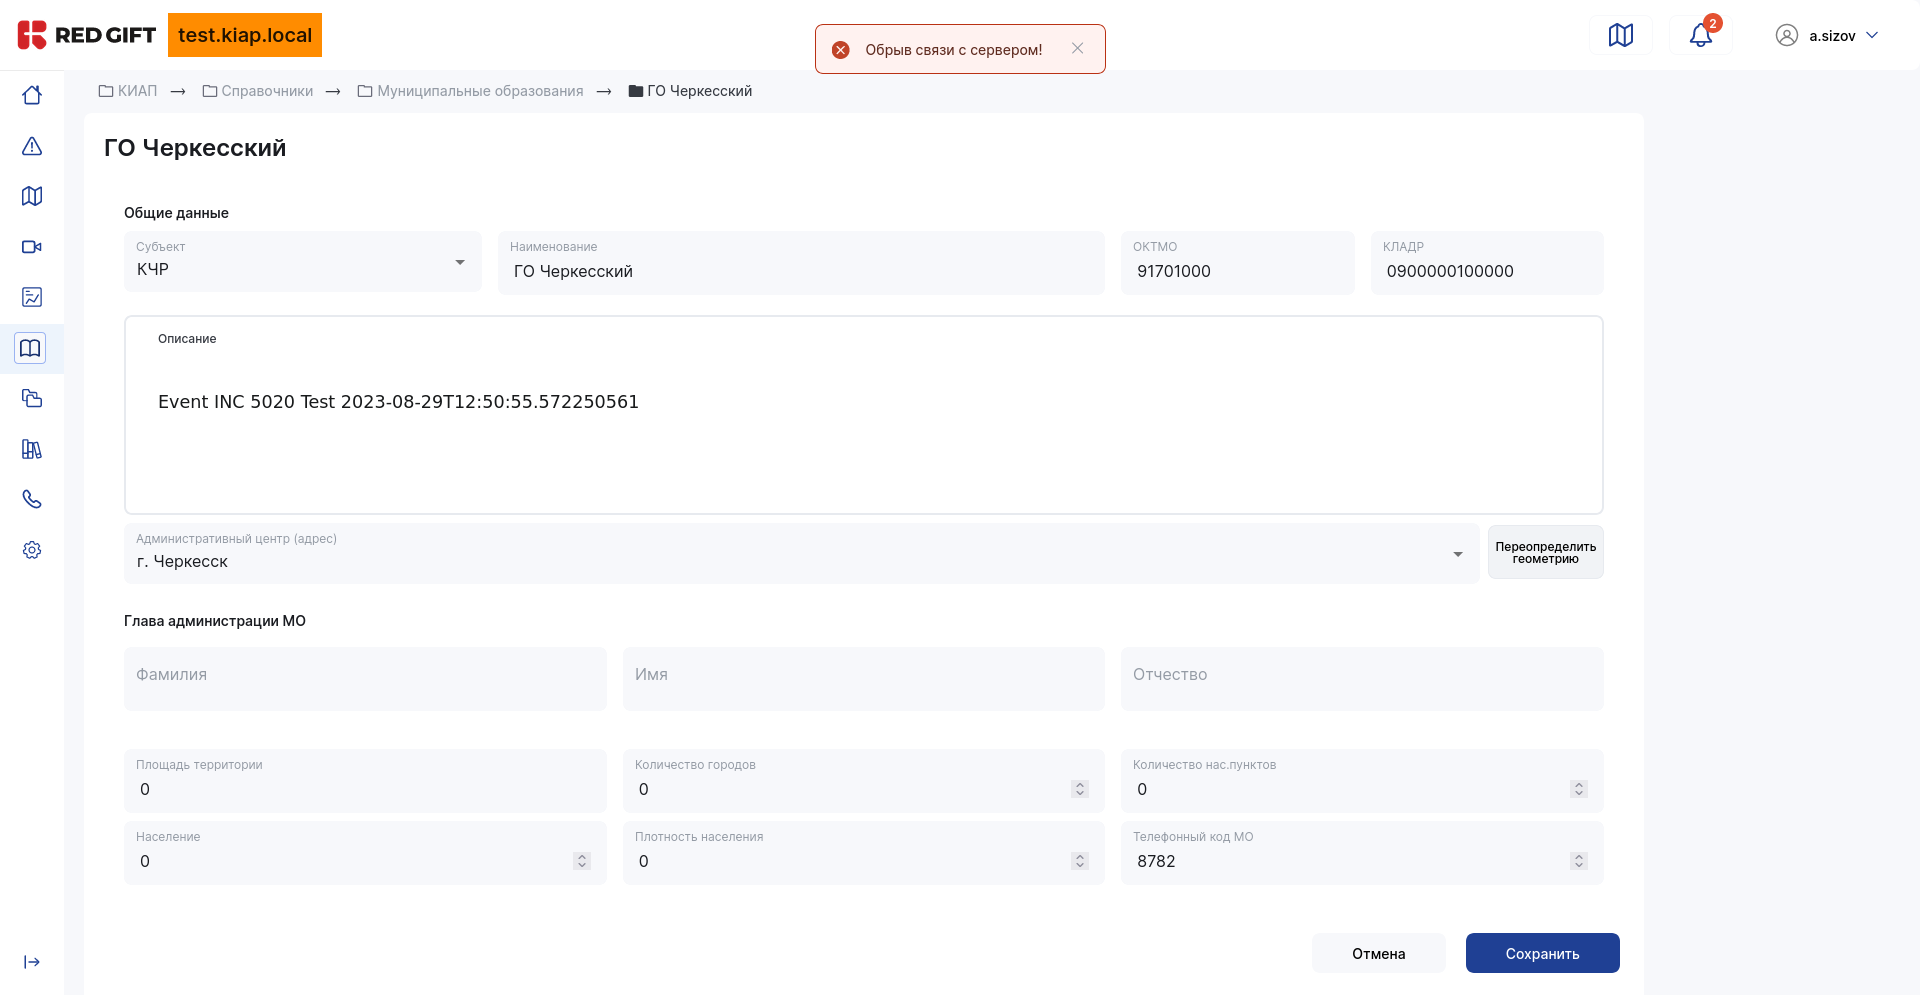 RED GIFT
test.kiap.local
Обрыв связи с сервером!
2
a.sizov
КИАП → Справочники → Муниципальные образования → ГО Черкесский
ГО Черкесский
Общие данные
Субъект
КЧР
Наименование
ГО Черкесский
ОКТМО
91701000
КЛАДР
0900000100000
Описание
Event INC 5020 Test 2023-08-29T12:50:55.572250561
Административный центр (адрес)
г. Черкесск
Переопределить
геометрию
Глава администрации МО
Фамилия
Имя
Отчество
Площадь территории
0
Количество городов
0
Количество нас.пунктов
0
Население
0
Плотность населения
0
Телефонный код МО
8782
Отмена
Сохранить